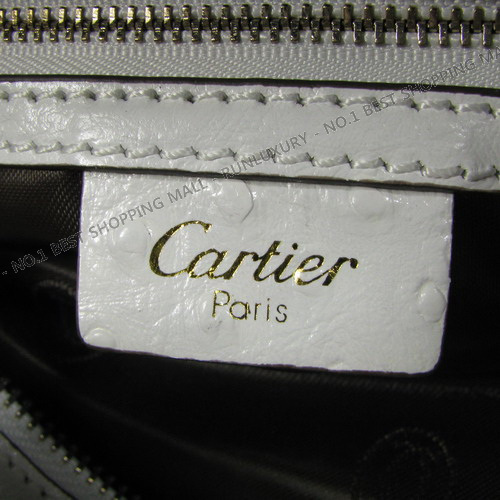 NO.1 BEST SHOPPING MALL - RUNLUXURY - NO.1 BEST SHOPPING MALL
Cartier
Paris